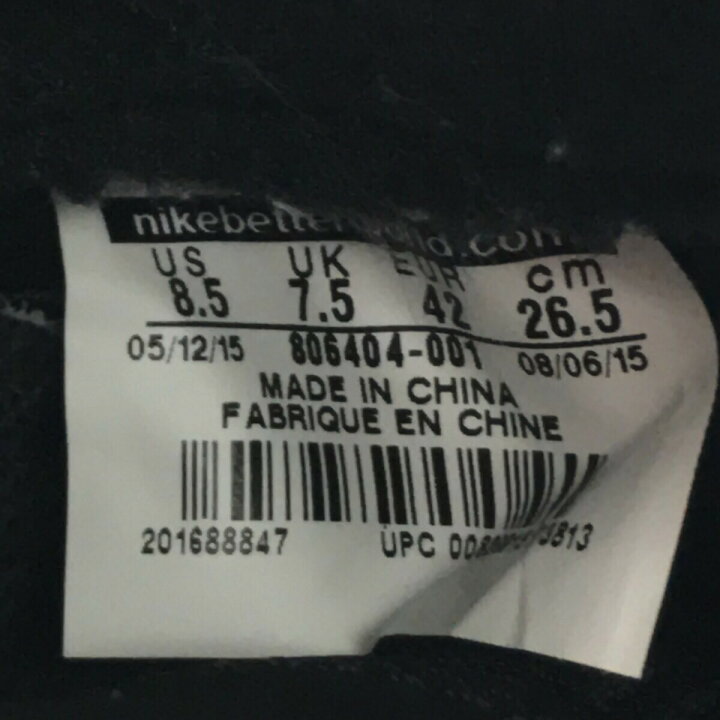 US UK EUR cm
8.5 7.5 42 26.5
05/12/15 806404-001 08/06/15
MADE IN CHINA
FABRIQUE EN CHINE
201688847 UPC